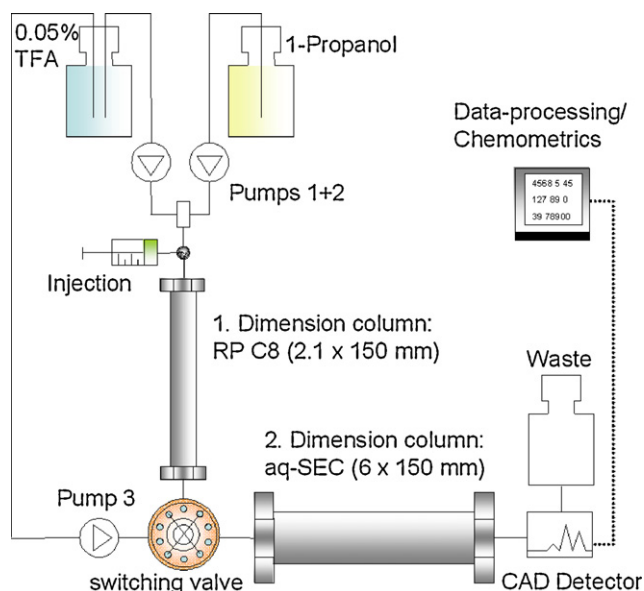 0.05%
TFA
1-Propanol
Data-processing/
Chemometrics
4568 5 45
127 89 0
39 78900
Pumps 1+2
Injection
1. Dimension column:
RP C8 (2.1 x 150 mm)
Waste
2. Dimension column:
aq-SEC (6 x 150 mm)
Pump 3
switching valve
CAD Detector